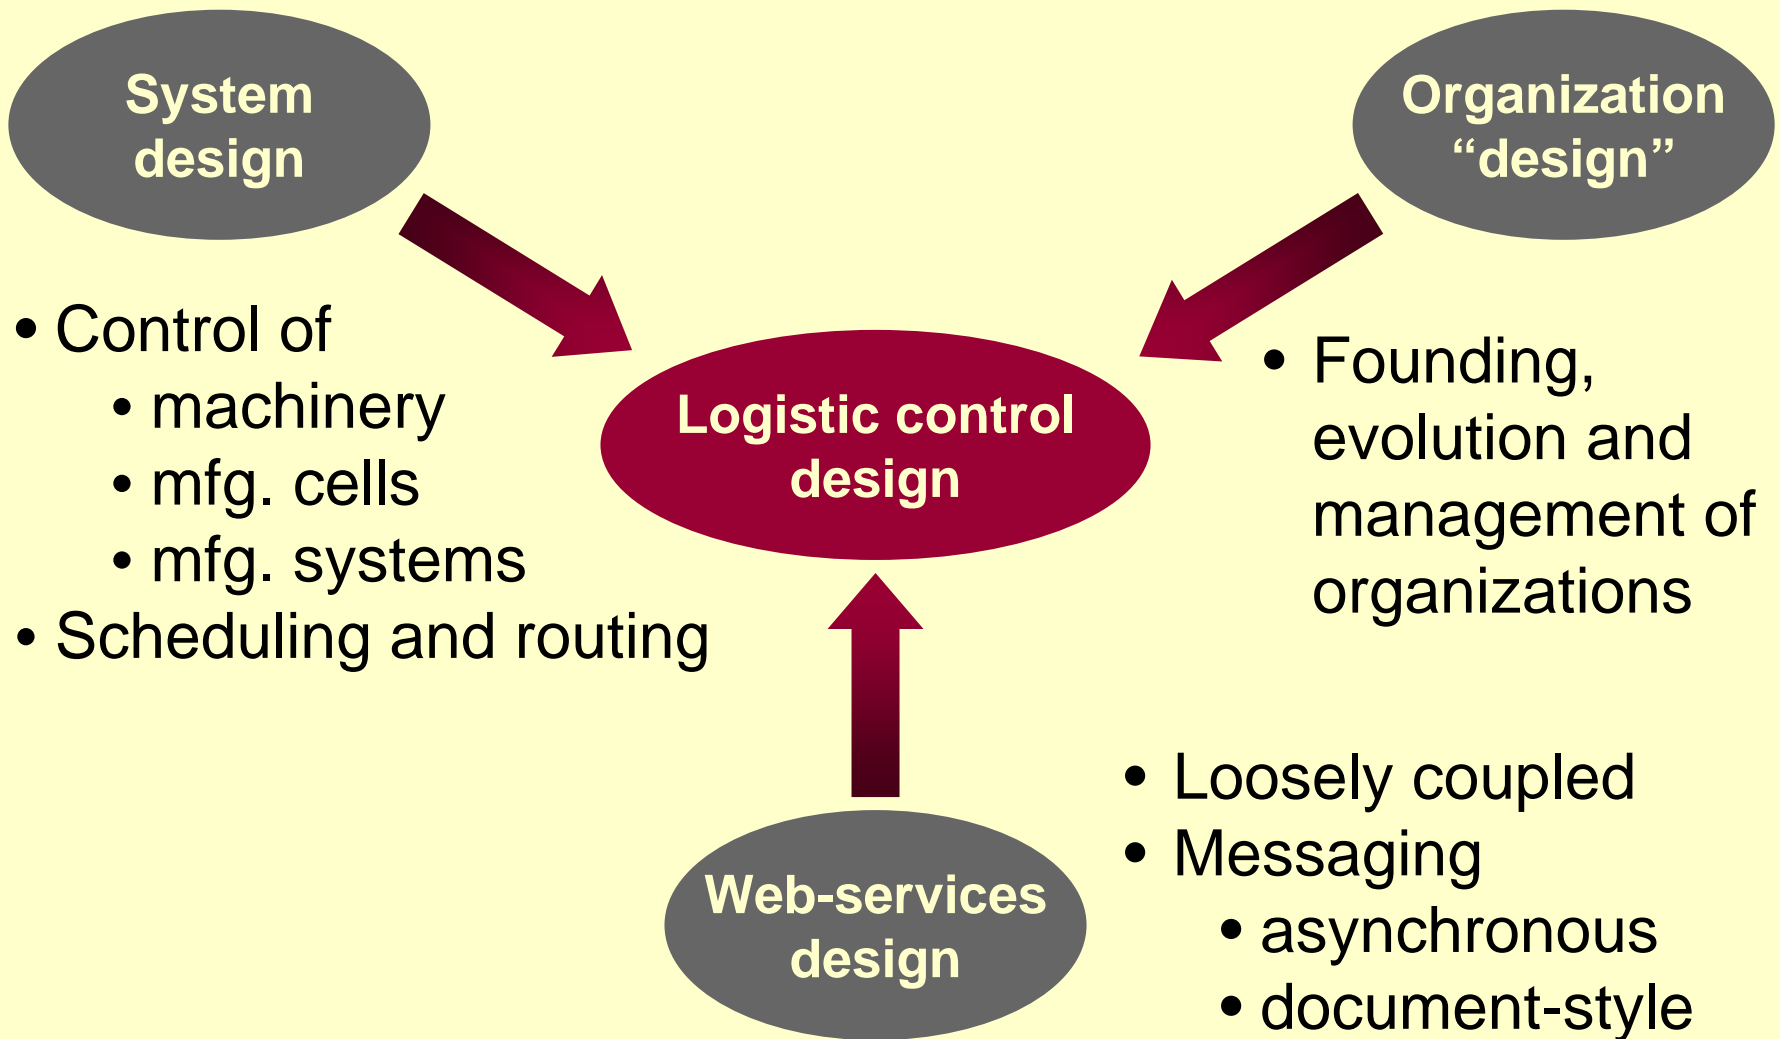 System
design
Organization
“design”
• Control of
• machinery
• mfg. cells
• mfg. systems
• Scheduling and routing
Logistic control
design
• Founding,
evolution and
management of
organizations
Web-services
design
• Loosely coupled
• Messaging
• asynchronous
• document-style